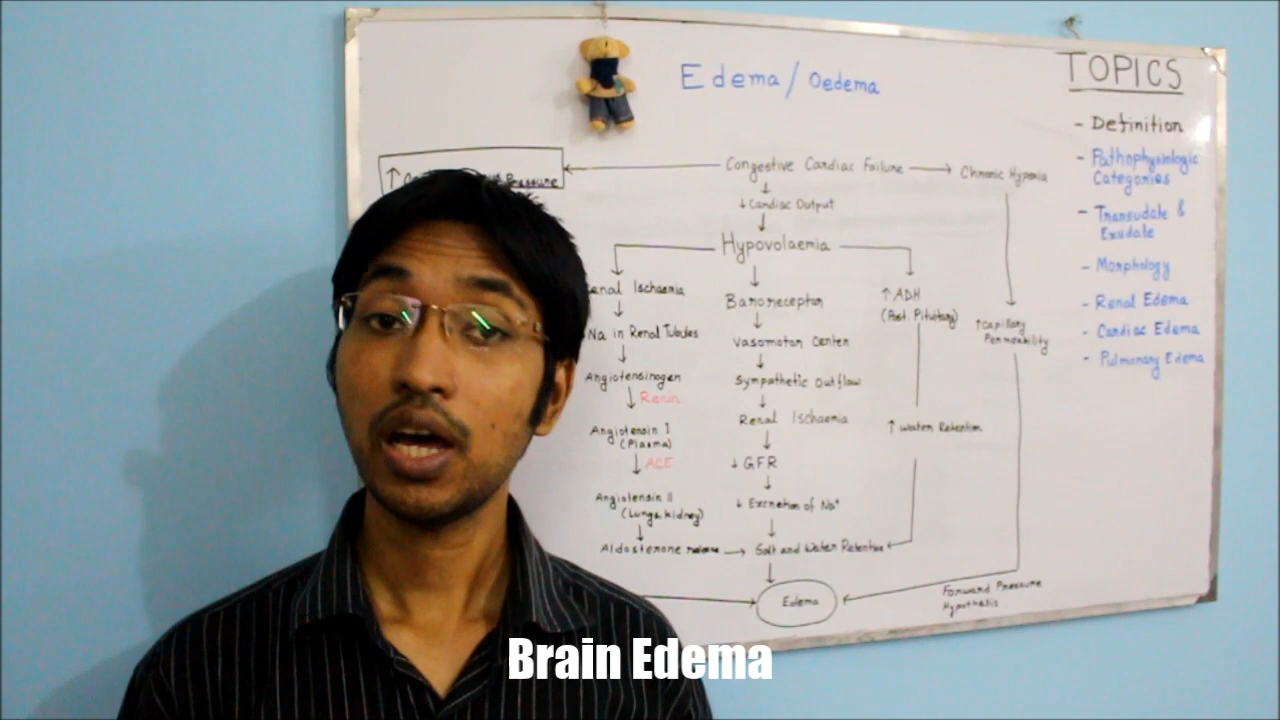 Edema / Oedema
TOPICS
- Definition
- Pathophysiologic
Categories
- Transudate &
Exudate
- Morphology
- Renal Edema
- Cardiac Edema
- Pulmonary Edema
Pressure
Congestive Cardiac Failure
Chronic Hypoxia
↓ Cardiac Output
Hypovolaemia
Ischaemia
Na in Renal Tubules
Angiotensinogen
Renin
Angiotensin I
(Plasma)
ACE
Angiotensin II
(Lungs, kidney)
Aldosterone release
Baroreceptor
Vasomotor Center
Sympathetic Outflow
Renal Ischaemia
↓ GFR
↓ Excretion of Na⁺
Salt and Water Retention
Edema
↑ ADH
(Post. Pituitary)
↑ Water Retention
↑ Capillary
Permeability
Forward Pressure
Hypothesis
Brain Edema